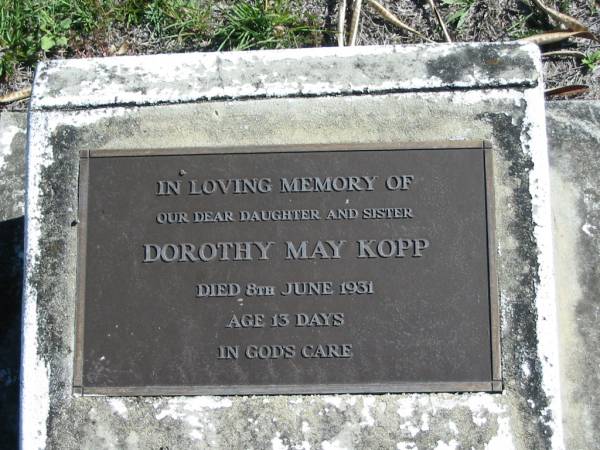 IN LOVING MEMORY OF
OUR DEAR DAUGHTER AND SISTER
DOROTHY MAY KOPP
DIED 8TH JUNE 1931
AGE 13 DAYS
IN GOD'S CARE